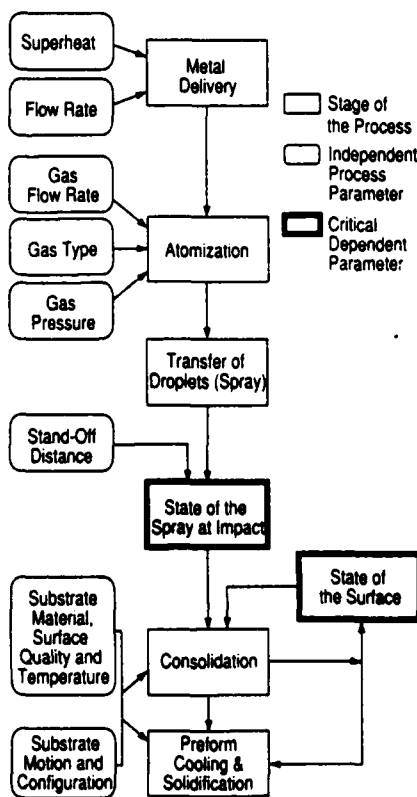 Superheat
Metal
Delivery
Flow Rate
Stage of
the Process
Independent
Process
Parameter
Critical
Dependent
Parameter
Gas
Flow Rate
Gas Type
Atomization
Gas
Pressure
Transfer of
Droplets (Spray)
Stand-Off
Distance
State of the
Spray at Impact
State of
the Surface
Substrate
Material,
Surface
Quality and
Temperature
Consolidation
Substrate
Motion and
Configuration
Preform
Cooling &
Solidification